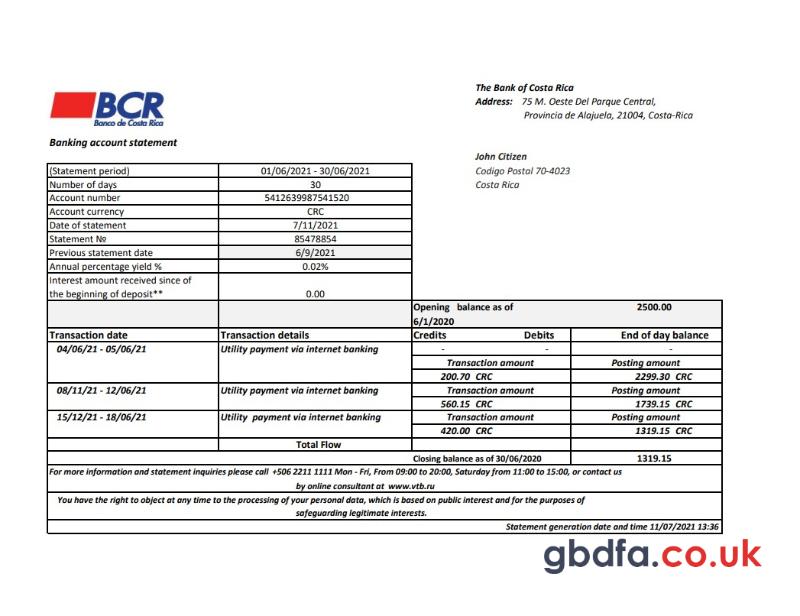 BCR
Banco de Costa Rica
The Bank of Costa Rica
Address: 75 M. Oeste Del Parque Central,
Provincia de Alajuela, 21004, Costa-Rica
Banking account statement
John Citizen
Codigo Postal 70-4023
Costa Rica
(Statement period) 01/06/2021 - 30/06/2021
Number of days 30
Account number 5412639987541520
Account currency CRC
Date of statement 7/11/2021
Statement № 85478854
Previous statement date 6/9/2021
Annual percentage yield % 0.02%
Interest amount received since of
the beginning of deposit** 0.00
Opening balance as of 2500.00
6/1/2020
Transaction date Transaction details Credits Debits End of day balance
04/06/21 - 05/06/21 Utility payment via internet banking - - -
Transaction amount Posting amount
200.70 CRC 2299.30 CRC
08/11/21 - 12/06/21 Utility payment via internet banking Transaction amount Posting amount
560.15 CRC 1739.15 CRC
15/12/21 - 18/06/21 Utility payment via internet banking Transaction amount Posting amount
420.00 CRC 1319.15 CRC
Total Flow
Closing balance as of 30/06/2020 1319.15
For more information and statement inquiries please call +506 2211 1111 Mon - Fri, From 09:00 to 20:00, Saturday from 11:00 to 15:00, or contact us
by online consultant at www.vtb.ru
You have the right to object at any time to the processing of your personal data, which is based on public interest and for the purposes of
safeguarding legitimate interests.
Statement generation date and time 11/07/2021 13:36
gbdfa.co.uk